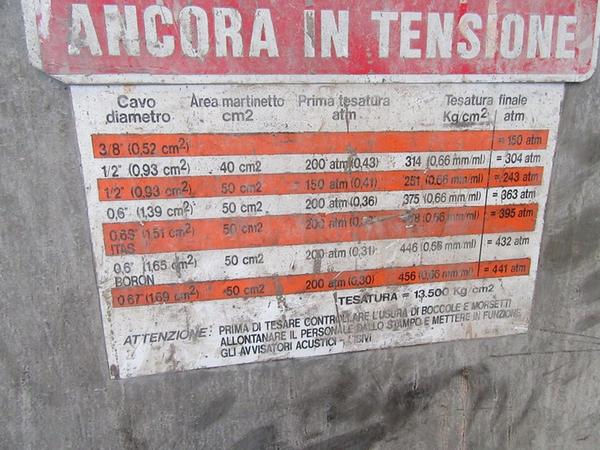 ANCORA IN TENSIONE
Cavo diametro Area martinetto cm2 Prima tesatura atm Tesatura finale Kg/cm² atm
3/8" (0,52 cm²) = 150 atm
1/2" (0,93 cm²) 40 cm2 200 atm (0,43) 314 (0,66 mm/ml) = 304 atm
1/2" (0,93 cm²) 50 cm2 150 atm (0,41) 251 (0,66 mm/ml) = 243 atm
0,6" (1,39 cm²) 50 cm2 200 atm (0,36) 375 (0,66 mm/ml) = 363 atm
0,65" (1,51 cm²) 50 cm2 200 atm (0,66 mm/ml) = 395 atm
ITAS
0,6" (1,65 cm²) 50 cm2 200 atm (0,31) 446 (0,66 mm/ml) = 432 atm
BORON
0,67" (1,69 cm²) 50 cm2 200 atm (0,30) 456 (0,66 mm/ml) = 441 atm
TESATURA = 13.500 Kg/cm2
ATTENZIONE: PRIMA DI TESARE CONTROLLARE L'USURA DI BOCCOLE E MORSETTI
ALLONTANARE IL PERSONALE DALLO STAMPO E METTERE IN FUNZIONE
GLI AVVISATORI ACUSTICI